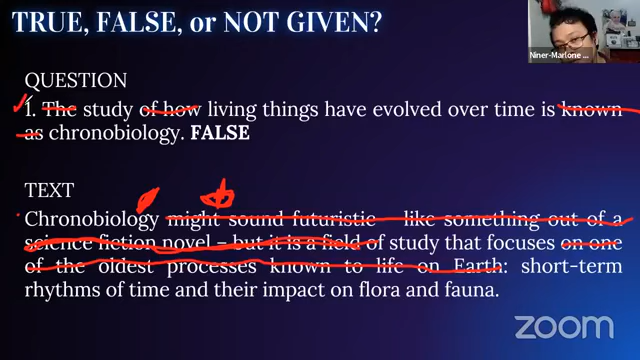 TRUE, FALSE, or NOT GIVEN?
Niner-Marlone ...
QUESTION
1. The study of how living things have evolved over time is known
as chronobiology. FALSE
TEXT
Chronobiology might sound futuristic – like something out of a
science fiction novel – but it is a field of study that focuses on one
of the oldest processes known to life on Earth: short-term
rhythms of time and their impact on flora and fauna.
zoom